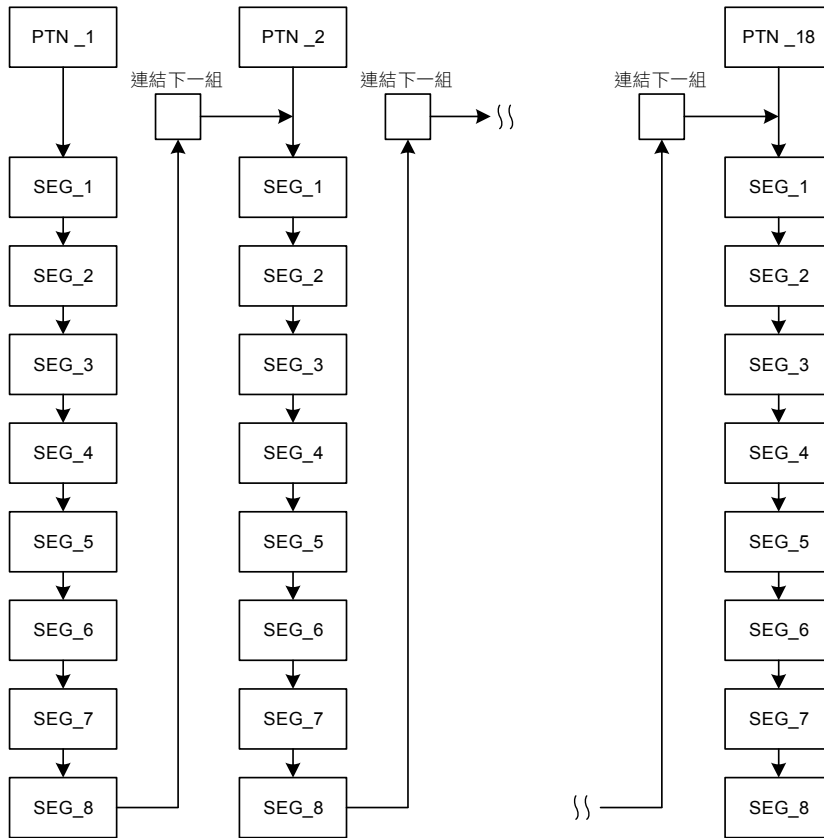 PTN _1
SEG_1
SEG_2
SEG_3
SEG_4
SEG_5
SEG_6
SEG_7
SEG_8
連結下一組
PTN _2
SEG_1
SEG_2
SEG_3
SEG_4
SEG_5
SEG_6
SEG_7
SEG_8
連結下一組
連結下一組
PTN _18
SEG_1
SEG_2
SEG_3
SEG_4
SEG_5
SEG_6
SEG_7
SEG_8